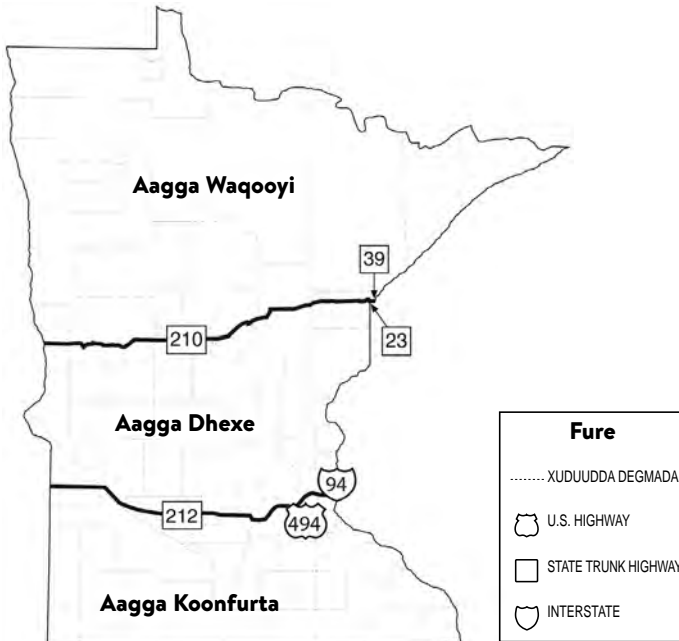 Aagga Waqooyi
39
210
23
Aagga Dhexe
94
212
494
Aagga Koonfurta
Fure
XUDUUDDA DEGMADA
U.S. HIGHWAY
STATE TRUNK HIGHWAY
INTERSTATE